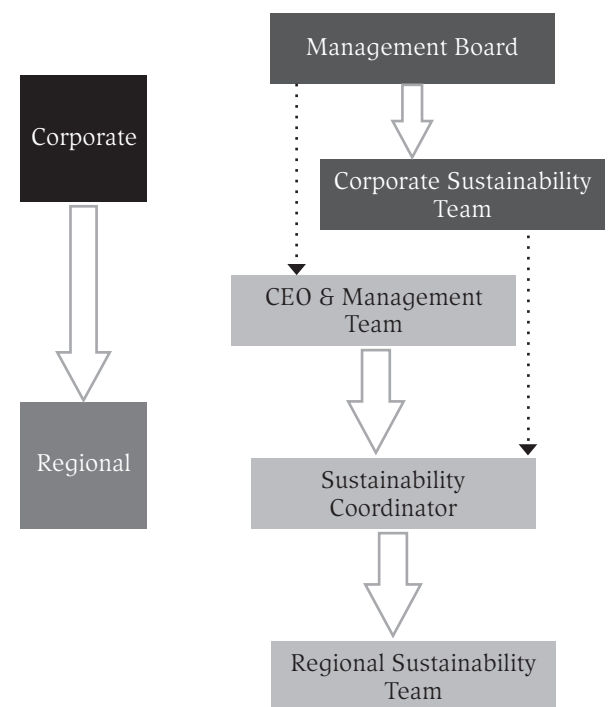 Management Board
Corporate
Corporate Sustainability
Team
CEO & Management
Team
Regional
Sustainability
Coordinator
Regional Sustainability
Team